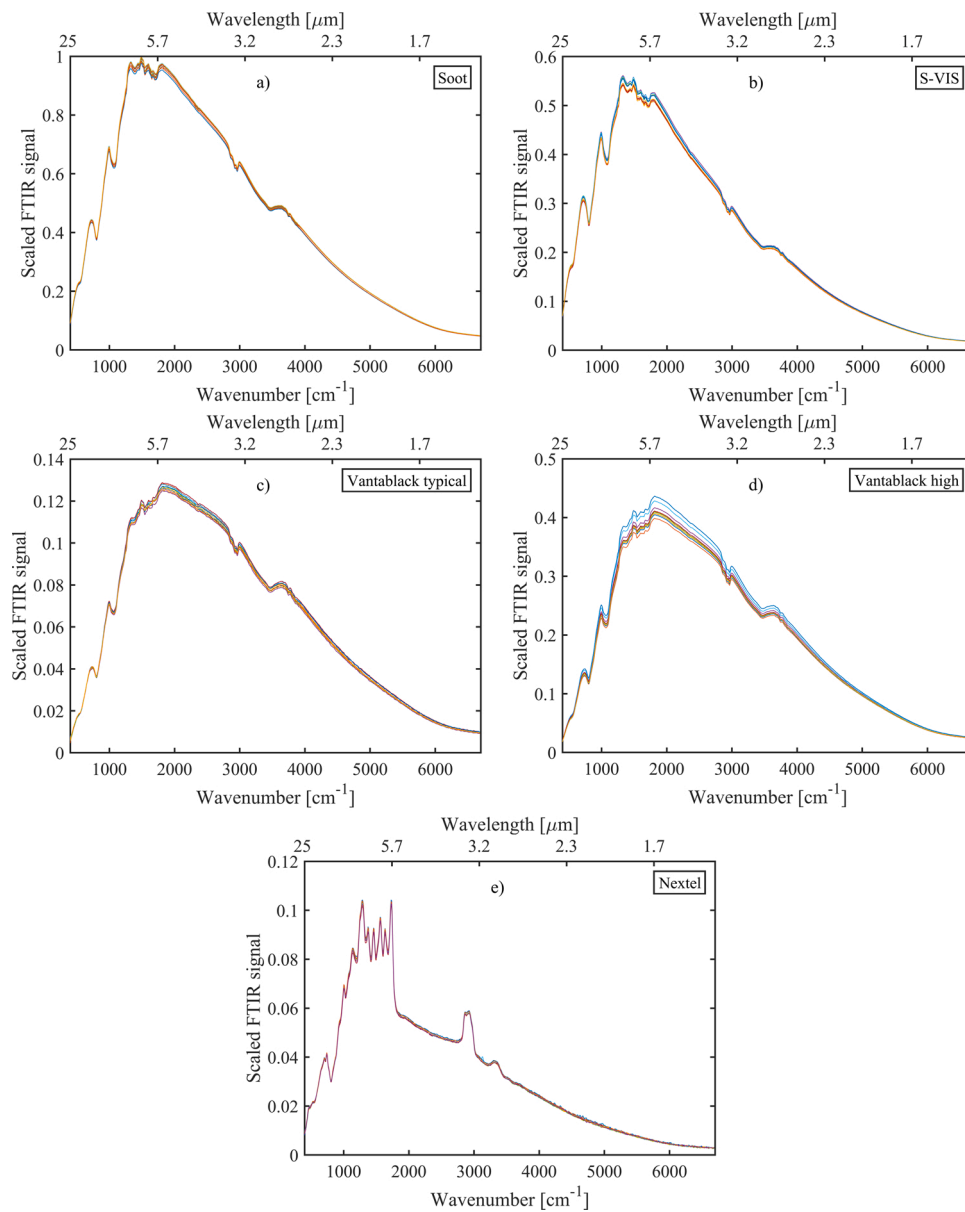 Wavelength [μm]
25 5.7 3.2 2.3 1.7
1
a)
Soot
0.8
0.6
0.4
0.2
0
Scaled FTIR signal
1000 2000 3000 4000 5000 6000
Wavenumber [cm⁻¹]
Wavelength [μm]
25 5.7 3.2 2.3 1.7
0.6
b)
S-VIS
0.5
0.4
0.3
0.2
0.1
0
Scaled FTIR signal
1000 2000 3000 4000 5000 6000
Wavenumber [cm⁻¹]
Wavelength [μm]
25 5.7 3.2 2.3 1.7
0.14
c)
Vantablack typical
0.12
0.1
0.08
0.06
0.04
0.02
0
Scaled FTIR signal
1000 2000 3000 4000 5000 6000
Wavenumber [cm⁻¹]
Wavelength [μm]
25 5.7 3.2 2.3 1.7
0.5
d)
Vantablack high
0.4
0.3
0.2
0.1
0
Scaled FTIR signal
1000 2000 3000 4000 5000 6000
Wavenumber [cm⁻¹]
Wavelength [μm]
25 5.7 3.2 2.3 1.7
0.12
e)
Nextel
0.1
0.08
0.06
0.04
0.02
0
Scaled FTIR signal
1000 2000 3000 4000 5000 6000
Wavenumber [cm⁻¹]